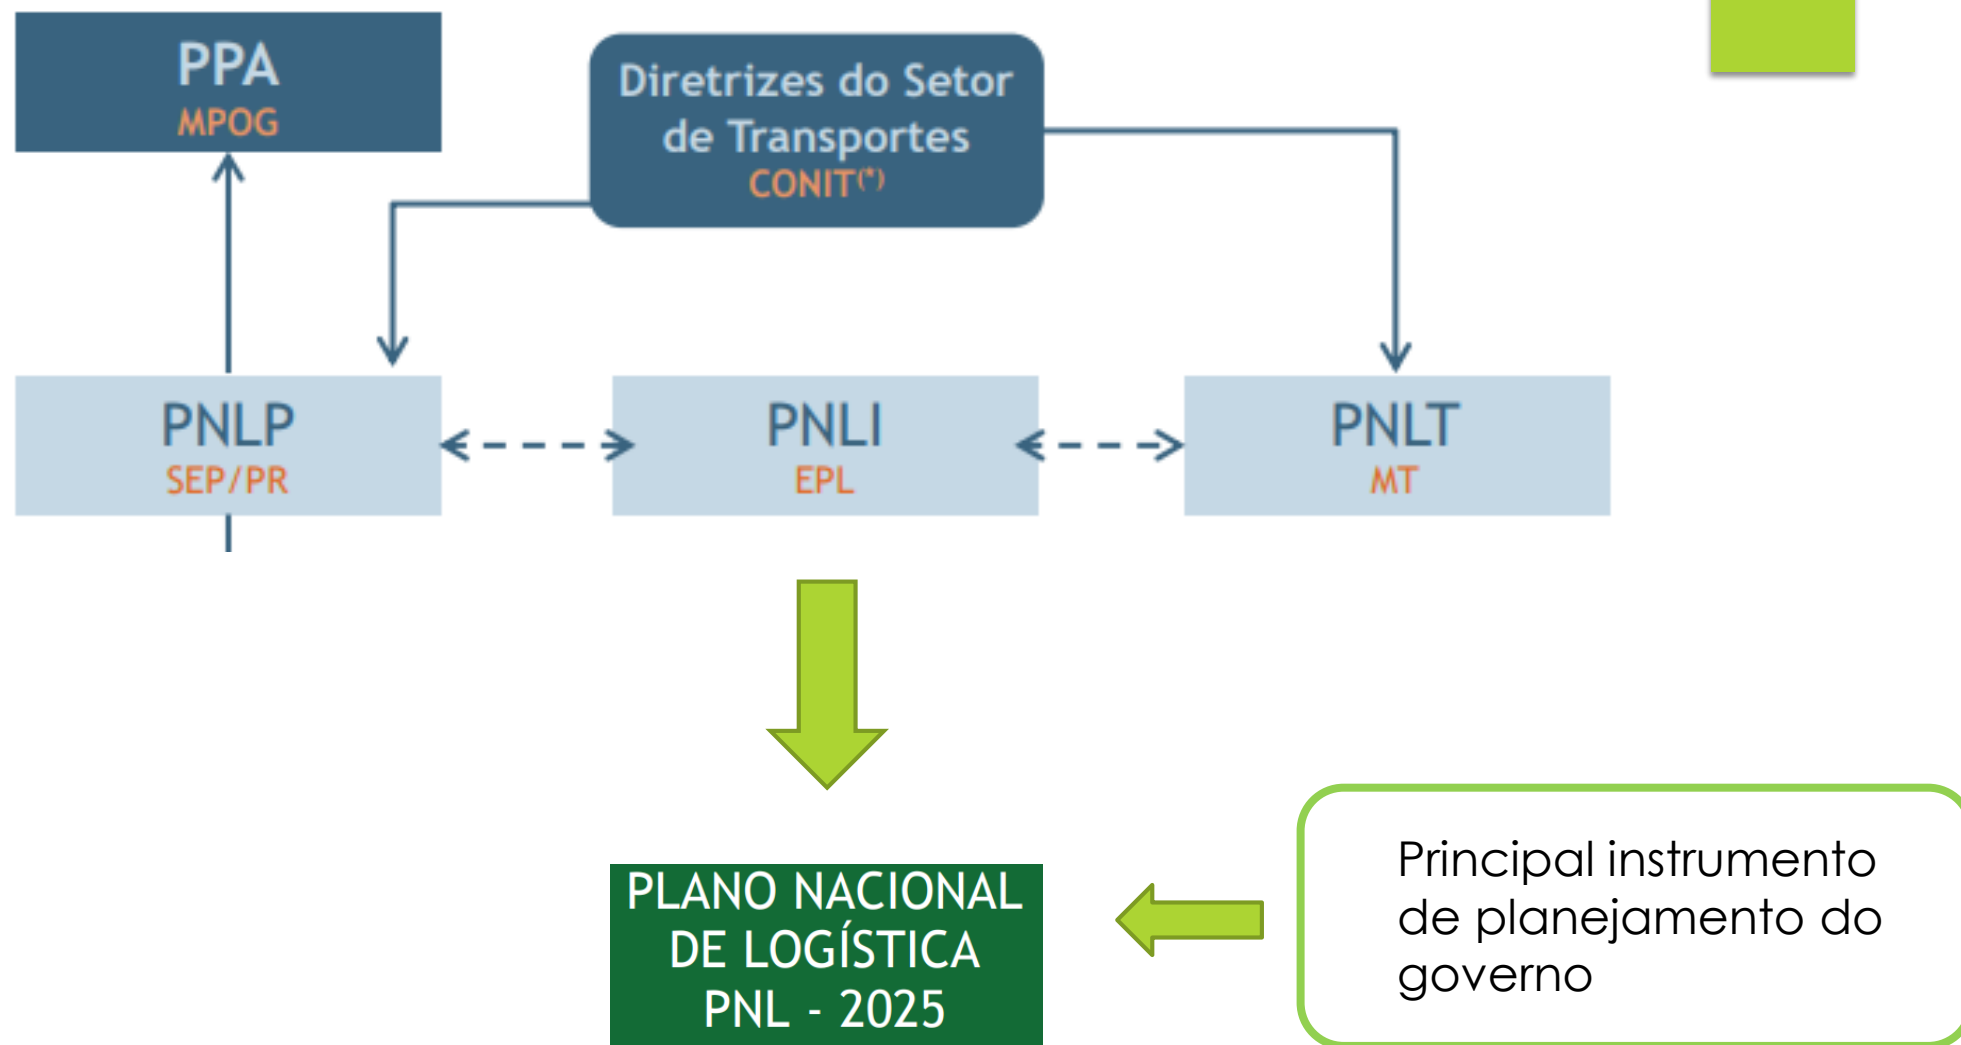 PPA
MPOG
Diretrizes do Setor
de Transportes
CONIT(*)
PNLP
SEP/PR
PNLI
EPL
PNLT
MT
PLANO NACIONAL
DE LOGÍSTICA
PNL - 2025
Principal instrumento
de planejamento do
governo